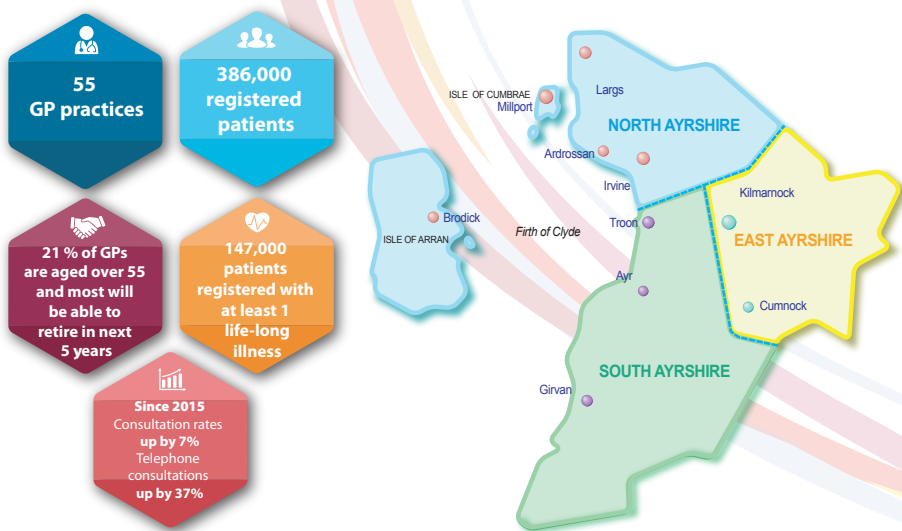 55
GP practices
386,000
registered
patients
21 % of GPs
are aged over 55
and most will
be able to
retire in next
5 years
147,000
patients
registered with
at least 1
life-long
illness
Since 2015
Consultation rates
up by 7%
Telephone
consultations
up by 37%
Largs
ISLE OF CUMBRAE
Millport
NORTH AYRSHIRE
Ardrossan
Irvine
Kilmarnock
Brodick
Troon
Firth of Clyde
ISLE OF ARRAN
EAST AYRSHIRE
Ayr
Cumnock
SOUTH AYRSHIRE
Girvan